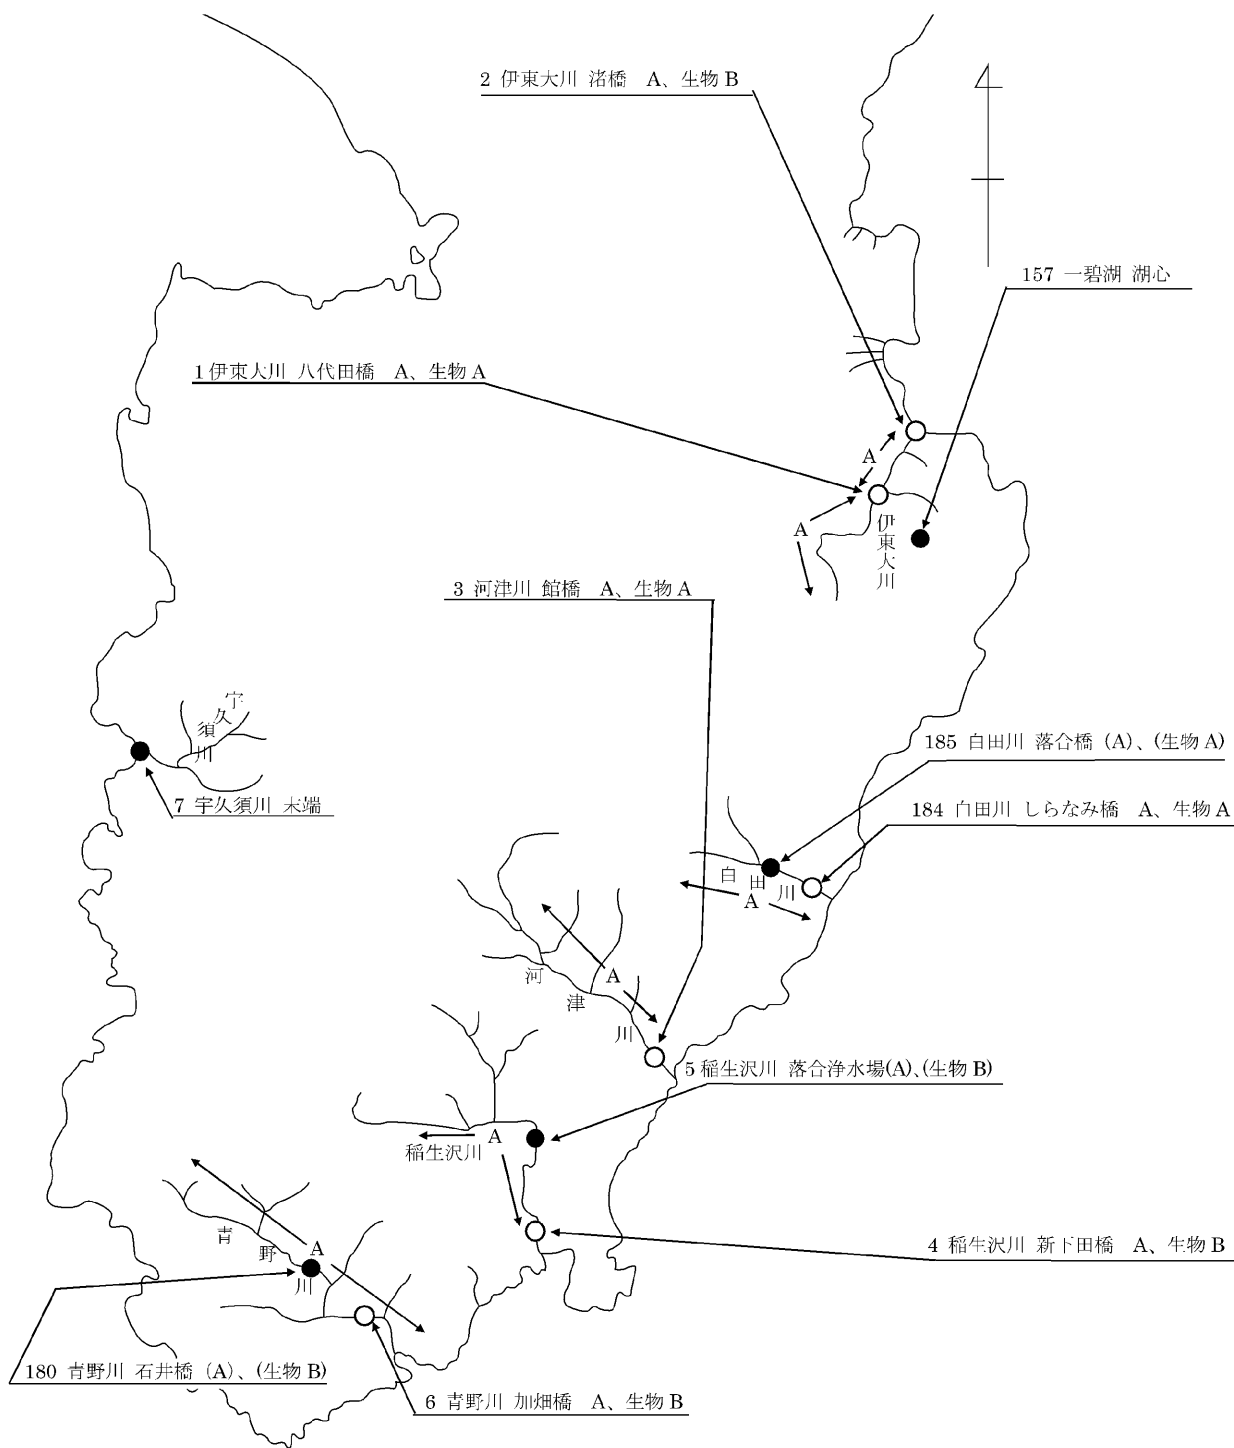 2 伊東大川 渚橋 A、生物 B
157 一碧湖 湖心
1 伊東大川 八代田橋 A、生物 A
A
A
伊東大川
3 河津川 館橋 A、生物 A
宇久須川
7 宇久須川 末端
185 白田川 落合橋 (A)、(生物 A)
184 白田川 しらなみ橋 A、生物 A
白田川
A
A
河津川
5 稲生沢川 落合浄水場(A)、(生物 B)
A
稲生沢川
青野川
A
4 稲生沢川 新下田橋 A、生物 B
180 青野川 石井橋 (A)、(生物 B)
6 青野川 加畑橋 A、生物 B